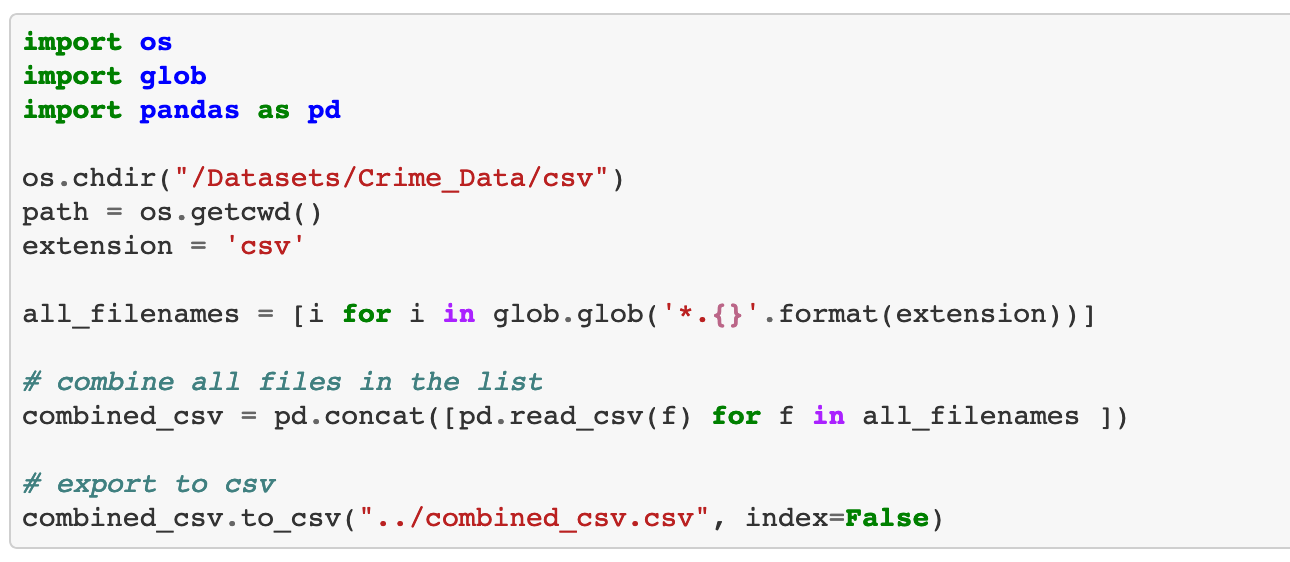 import os
import glob
import pandas as pd
os.chdir("/Datasets/Crime_Data/csv")
path = os.getcwd()
extension = 'csv'
all_filenames = [i for i in glob.glob('*.{}'.format(extension))]
# combine all files in the list
combined_csv = pd.concat([pd.read_csv(f) for f in all_filenames ])
# export to csv
combined_csv.to_csv("../combined_csv.csv", index=False)